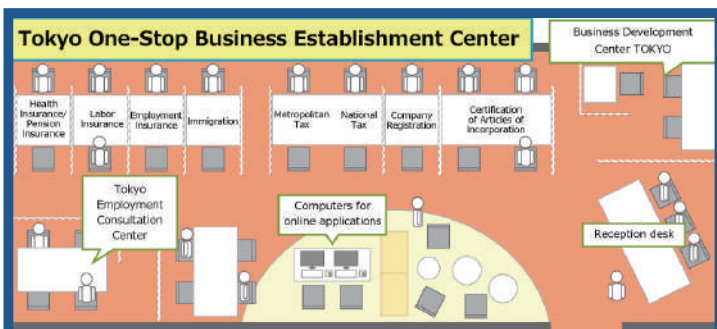 Tokyo One-Stop Business Establishment Center
Business Development
Center TOKYO
Health
Insurance/
Pension
Insurance
Labor
Insurance
Employment
Insurance
Immigration
Metropolitan
Tax
National
Tax
Company
Registration
Certification
of Articles of
Incorporation
Tokyo
Employment
Consultation
Center
Computers for
online applications
Reception desk